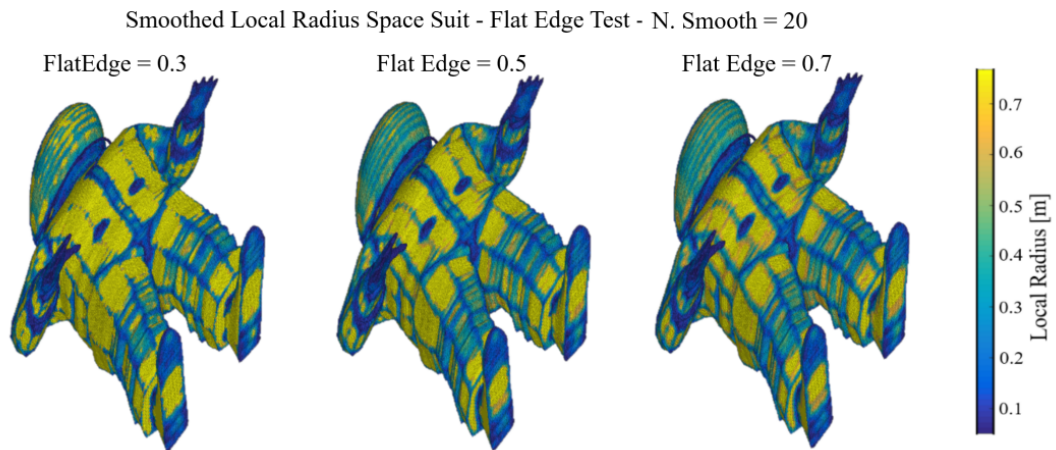 Smoothed Local Radius Space Suit - Flat Edge Test - N. Smooth = 20
FlatEdge = 0.3
Flat Edge = 0.5
Flat Edge = 0.7
0.7
0.6
0.5
0.4
0.3
0.2
0.1
Local Radius [m]